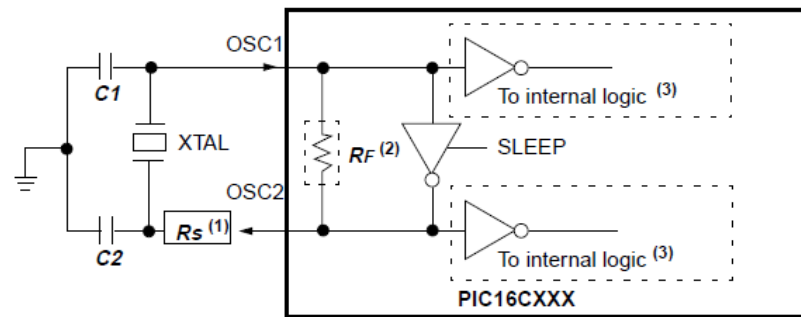 OSC1
C1
To internal logic (3)
XTAL
RF (2)
SLEEP
OSC2
Rs (1)
C2
To internal logic (3)
PIC16CXXX